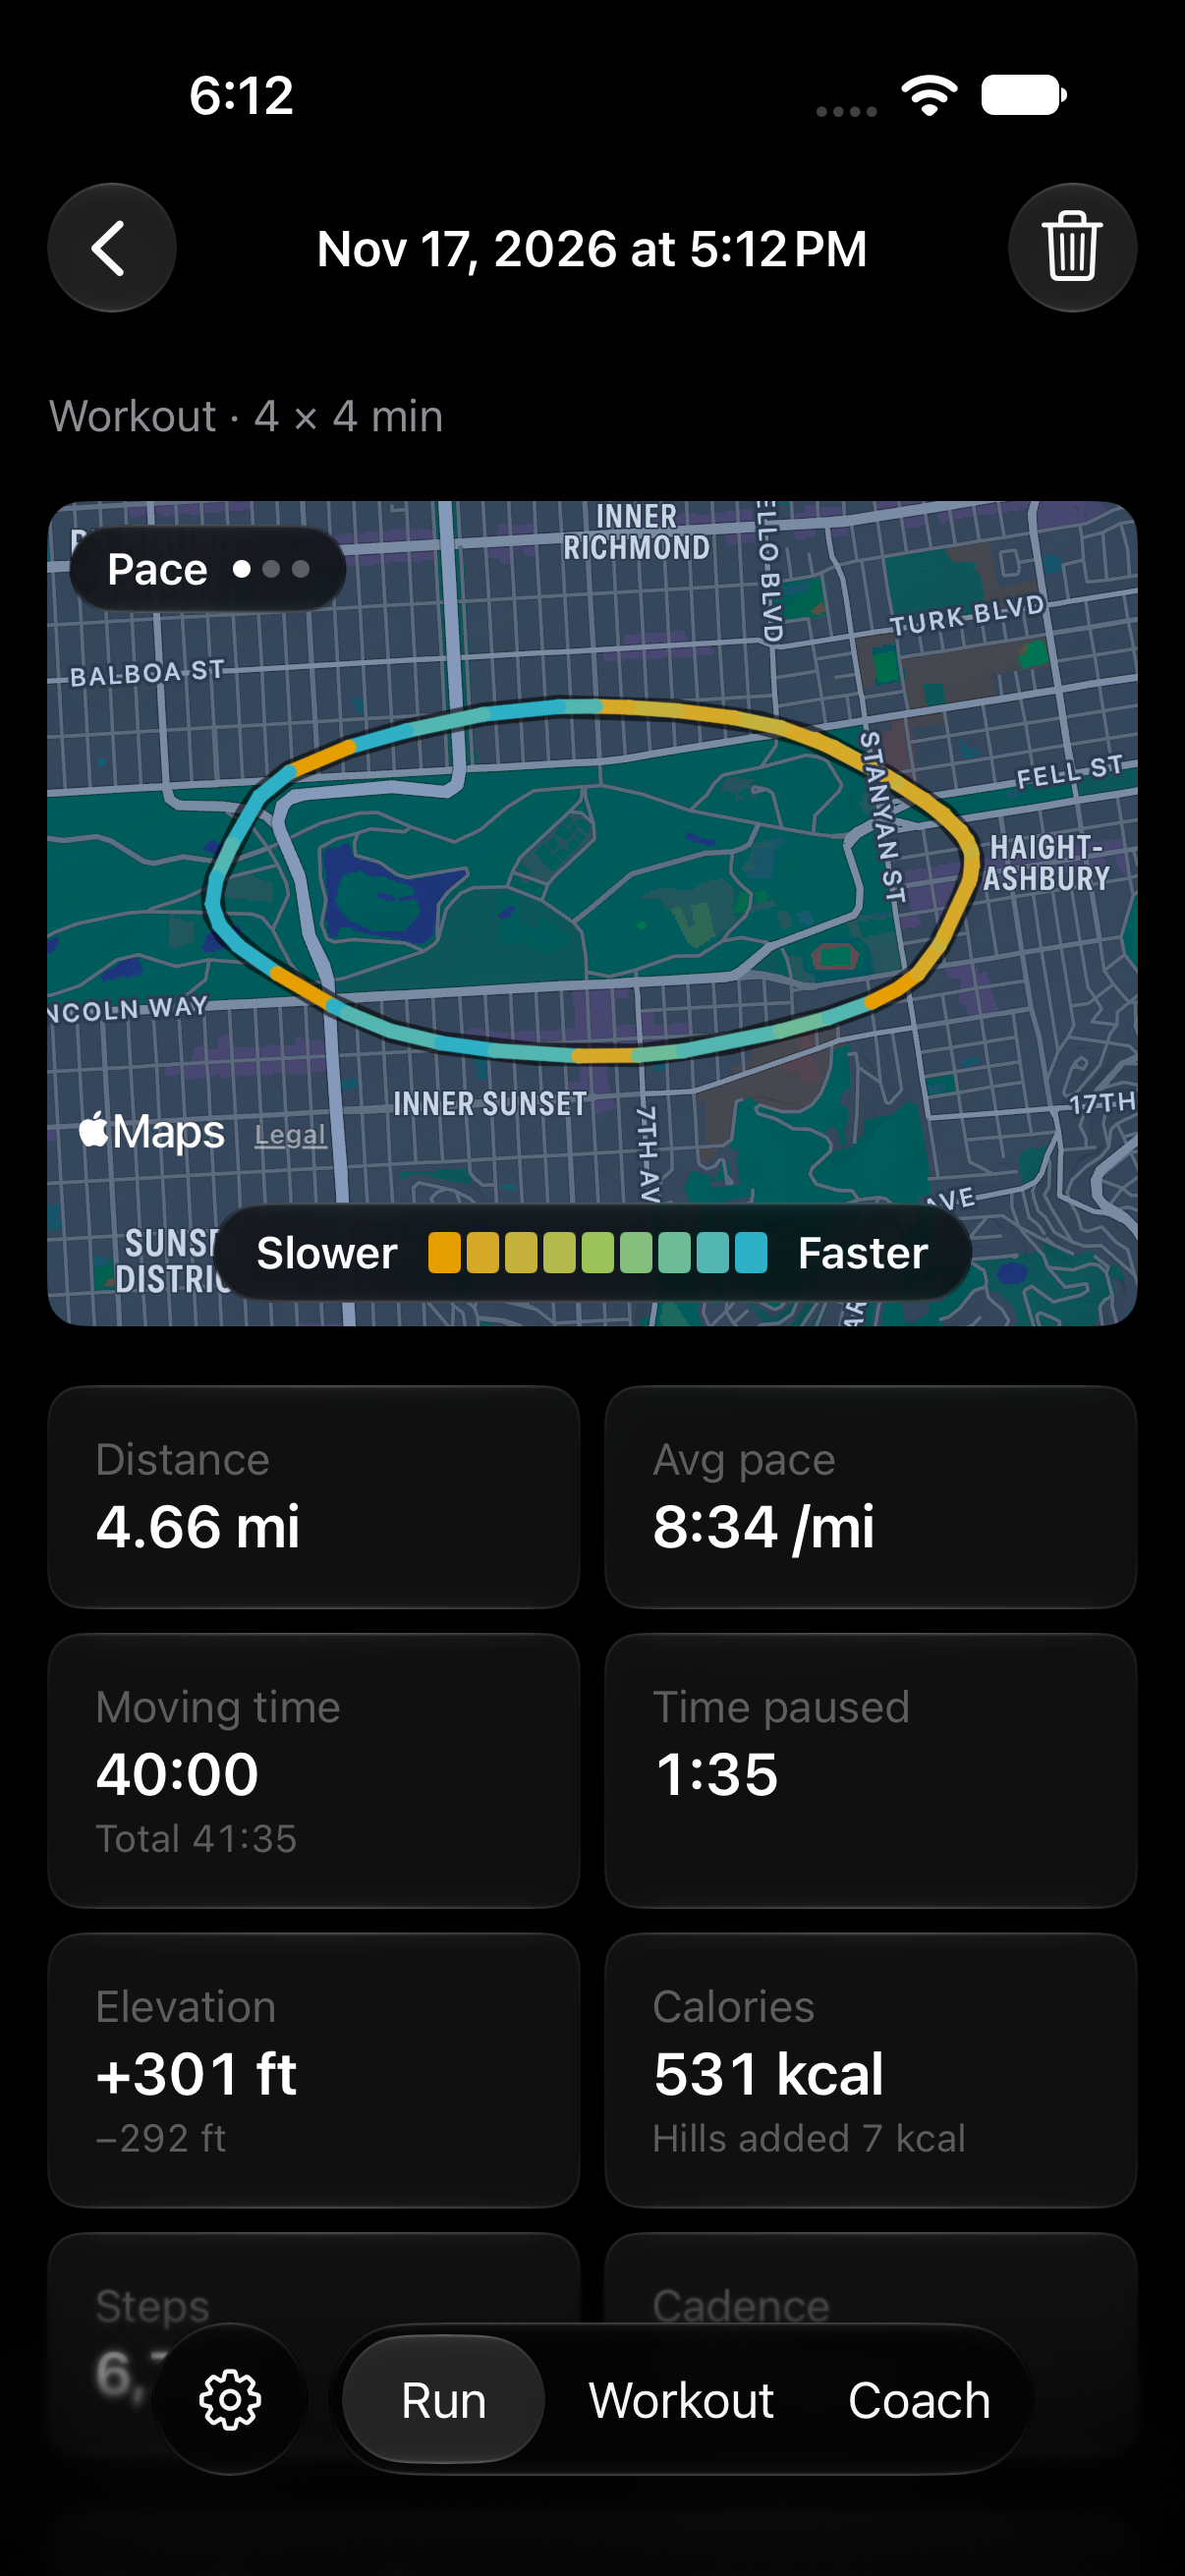 6:12
Nov 17, 2026 at 5:12 PM
Workout · 4 × 4 min
Pace
INNER
RICHMOND
TURK BLVD
BALBOA ST
STANYAN ST
FELL ST
HAIGHT-
ASHBURY
NCOLN WAY
INNER SUNSET
7TH AV
17TH
Maps
Legal
AVE
Slower
Faster
Distance
4.66 mi
Avg pace
8:34 /mi
Moving time
40:00
Total 41:35
Time paused
1:35
Elevation
+301 ft
−292 ft
Calories
531 kcal
Hills added 7 kcal
Steps
Cadence
Run
Workout
Coach